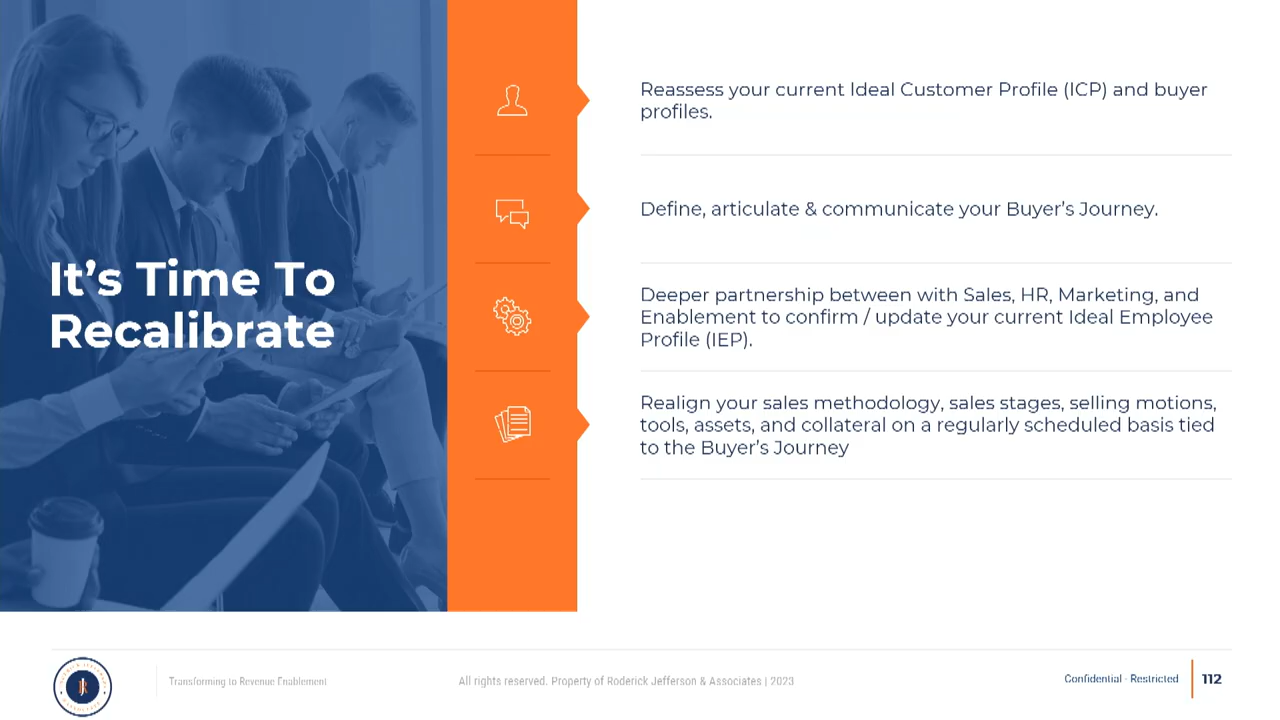 It's Time To
Recalibrate
Reassess your current Ideal Customer Profile (ICP) and buyer
profiles.
Define, articulate & communicate your Buyer's Journey.
Deeper partnership between with Sales, HR, Marketing, and
Enablement to confirm / update your current Ideal Employee
Profile (IEP).
Realign your sales methodology, sales stages, selling motions,
tools, assets, and collateral on a regularly scheduled basis tied
to the Buyer's Journey
Transforming to Revenue Enablement
All rights reserved. Property of Roderick Jefferson & Associates | 2023
Confidential - Restricted
112